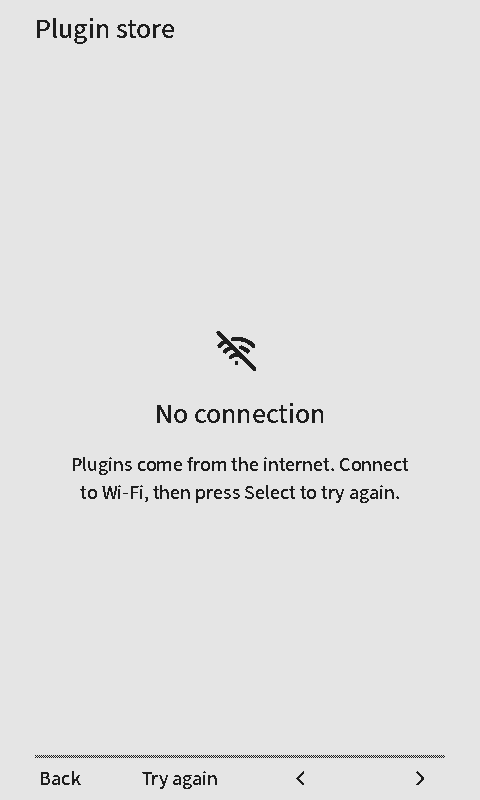 Plugin store
No connection
Plugins come from the internet. Connect
to Wi-Fi, then press Select to try again.
Back Try again < >